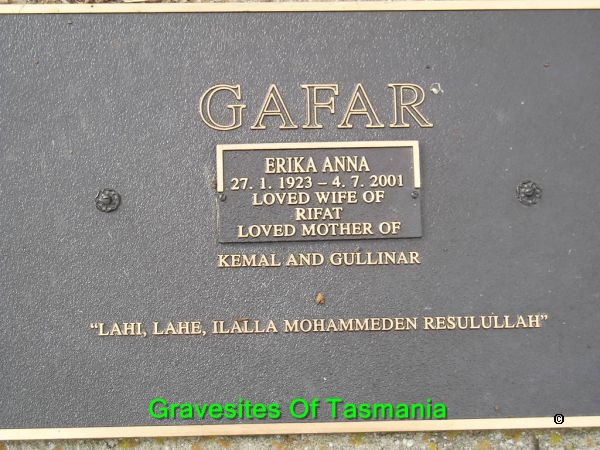 GAFAR
ERIKA ANNA
27. 1. 1923 – 4. 7. 2001
LOVED WIFE OF
RIFAT
LOVED MOTHER OF
KEMAL AND GULLINAR
“LAHI, LAHE, ILALLA MOHAMMEDEN RESULULLAH”
Gravesites Of Tasmania
©